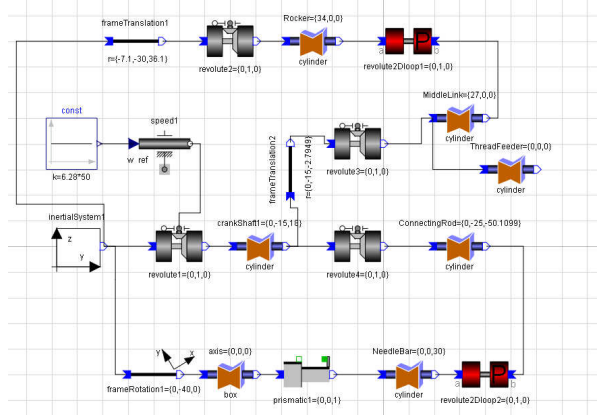 frameTranslation1
Rocker={34,0,0}
r={-7.1,-30,36.1}
revolute2={0,1,0}
cylinder
a
b
revolute2Dloop1={0,1,0}
const
speed1
MiddleLink={27,0,0}
cylinder
w_ref
k=6.28*50
frameTranslation2
r={0,-15,-2.7949}
revolute3={0,1,0}
ThreadFeeder={0,0,0}
cylinder
inertialSystem1
z
y
crankShaft1={0,-15,18}
ConnectingRod={0,-25,-50.1099}
revolute1={0,1,0}
cylinder
revolute4={0,1,0}
cylinder
y
x
axis={0,0,0}
NeedleBar={0,0,30}
a
b
frameRotation1={0,-40,0}
box
prismatic1={0,0,1}
cylinder
revolute2Dloop2={0,1,0}